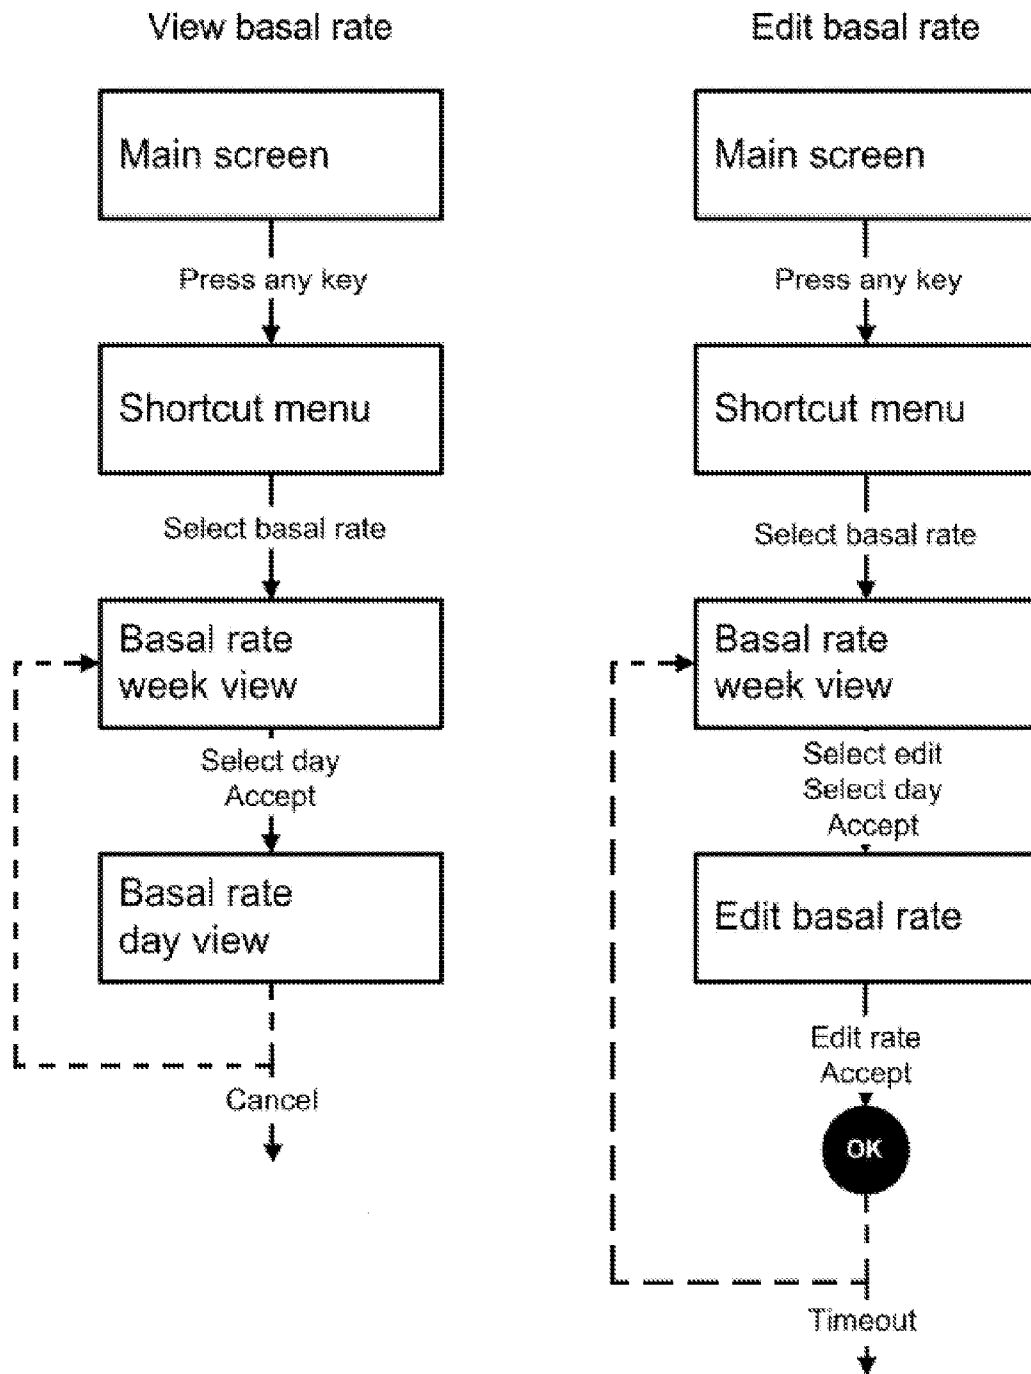 View basal rate
Main screen
Press any key
Shortcut menu
Select basal rate
Basal rate
week view
Select day
Accept
Basal rate
day view
Cancel
Edit basal rate
Main screen
Press any key
Shortcut menu
Select basal rate
Basal rate
week view
Select edit
Select day
Accept
Edit basal rate
Edit rate
Accept
OK
Timeout